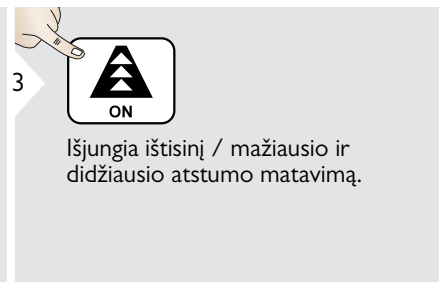 3
ON
Išjungia ištisinį / mažiausio ir
didžiausio atstumo matavimą.